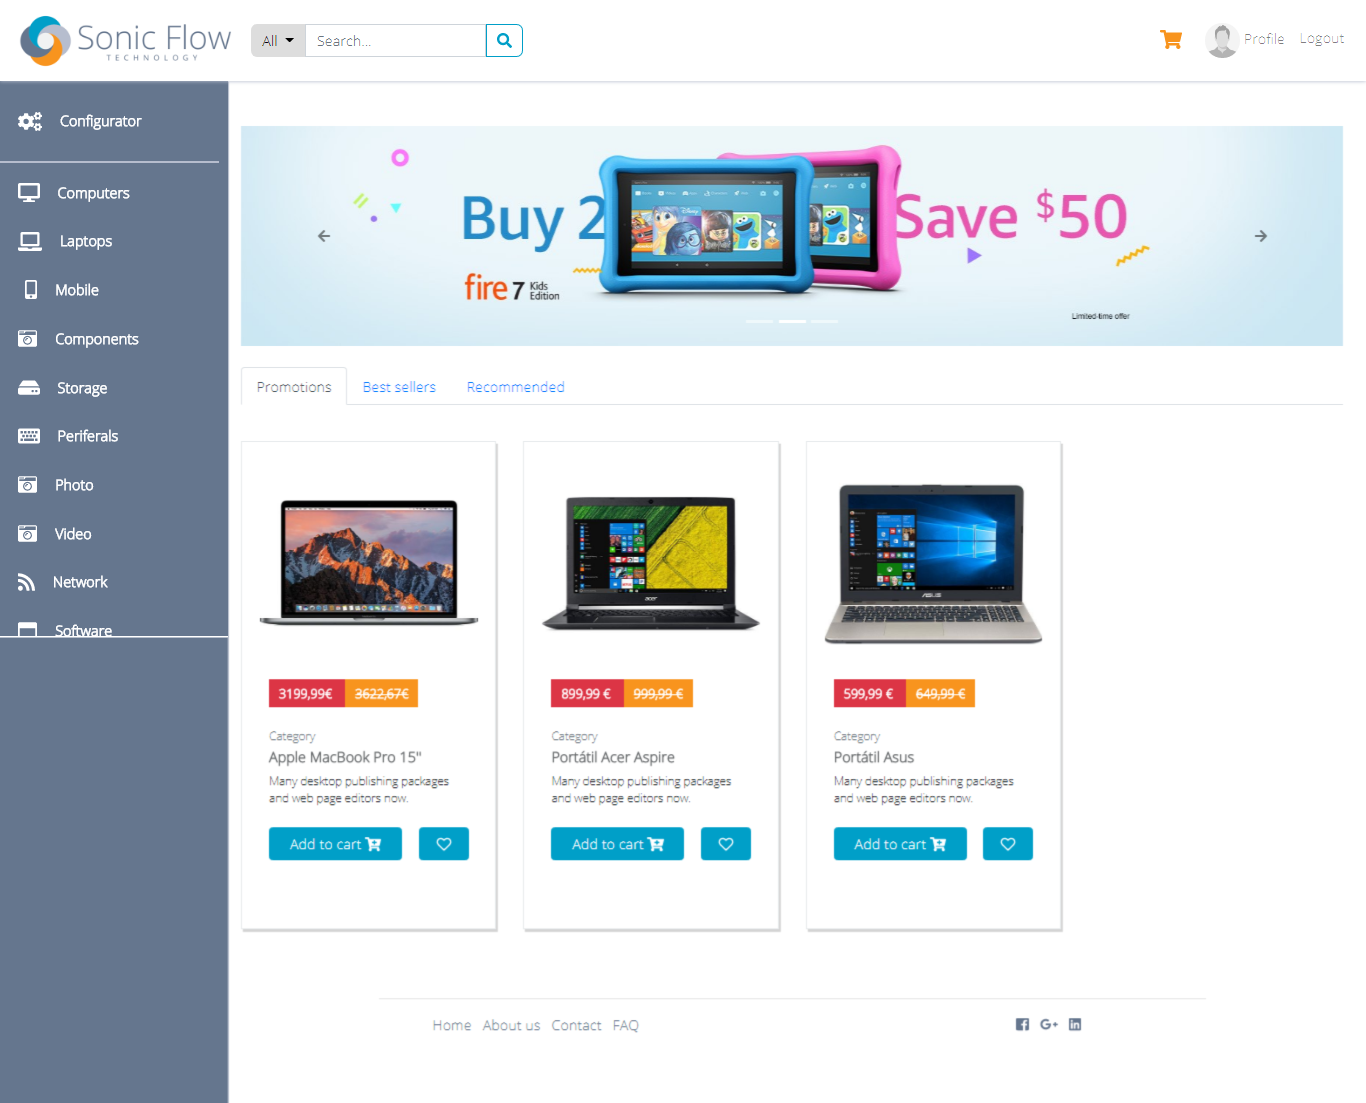 Sonic Flow
TECHNOLOGY
All
Search...
Profile
Logout
Configurator
Computers
Laptops
Mobile
Components
Storage
Periferals
Photo
Video
Network
Software
Buy 2
Save $50
fire 7 Kids Edition
Limited-time offer
Promotions
Best sellers
Recommended
3199,99€ 3622,67€
Category
Apple MacBook Pro 15"
Many desktop publishing packages
and web page editors now.
Add to cart
acer
899,99 € 999,99 €
Category
Portátil Acer Aspire
Many desktop publishing packages
and web page editors now.
Add to cart
ASUS
599,99 € 649,99 €
Category
Portátil Asus
Many desktop publishing packages
and web page editors now.
Add to cart
Home About us Contact FAQ